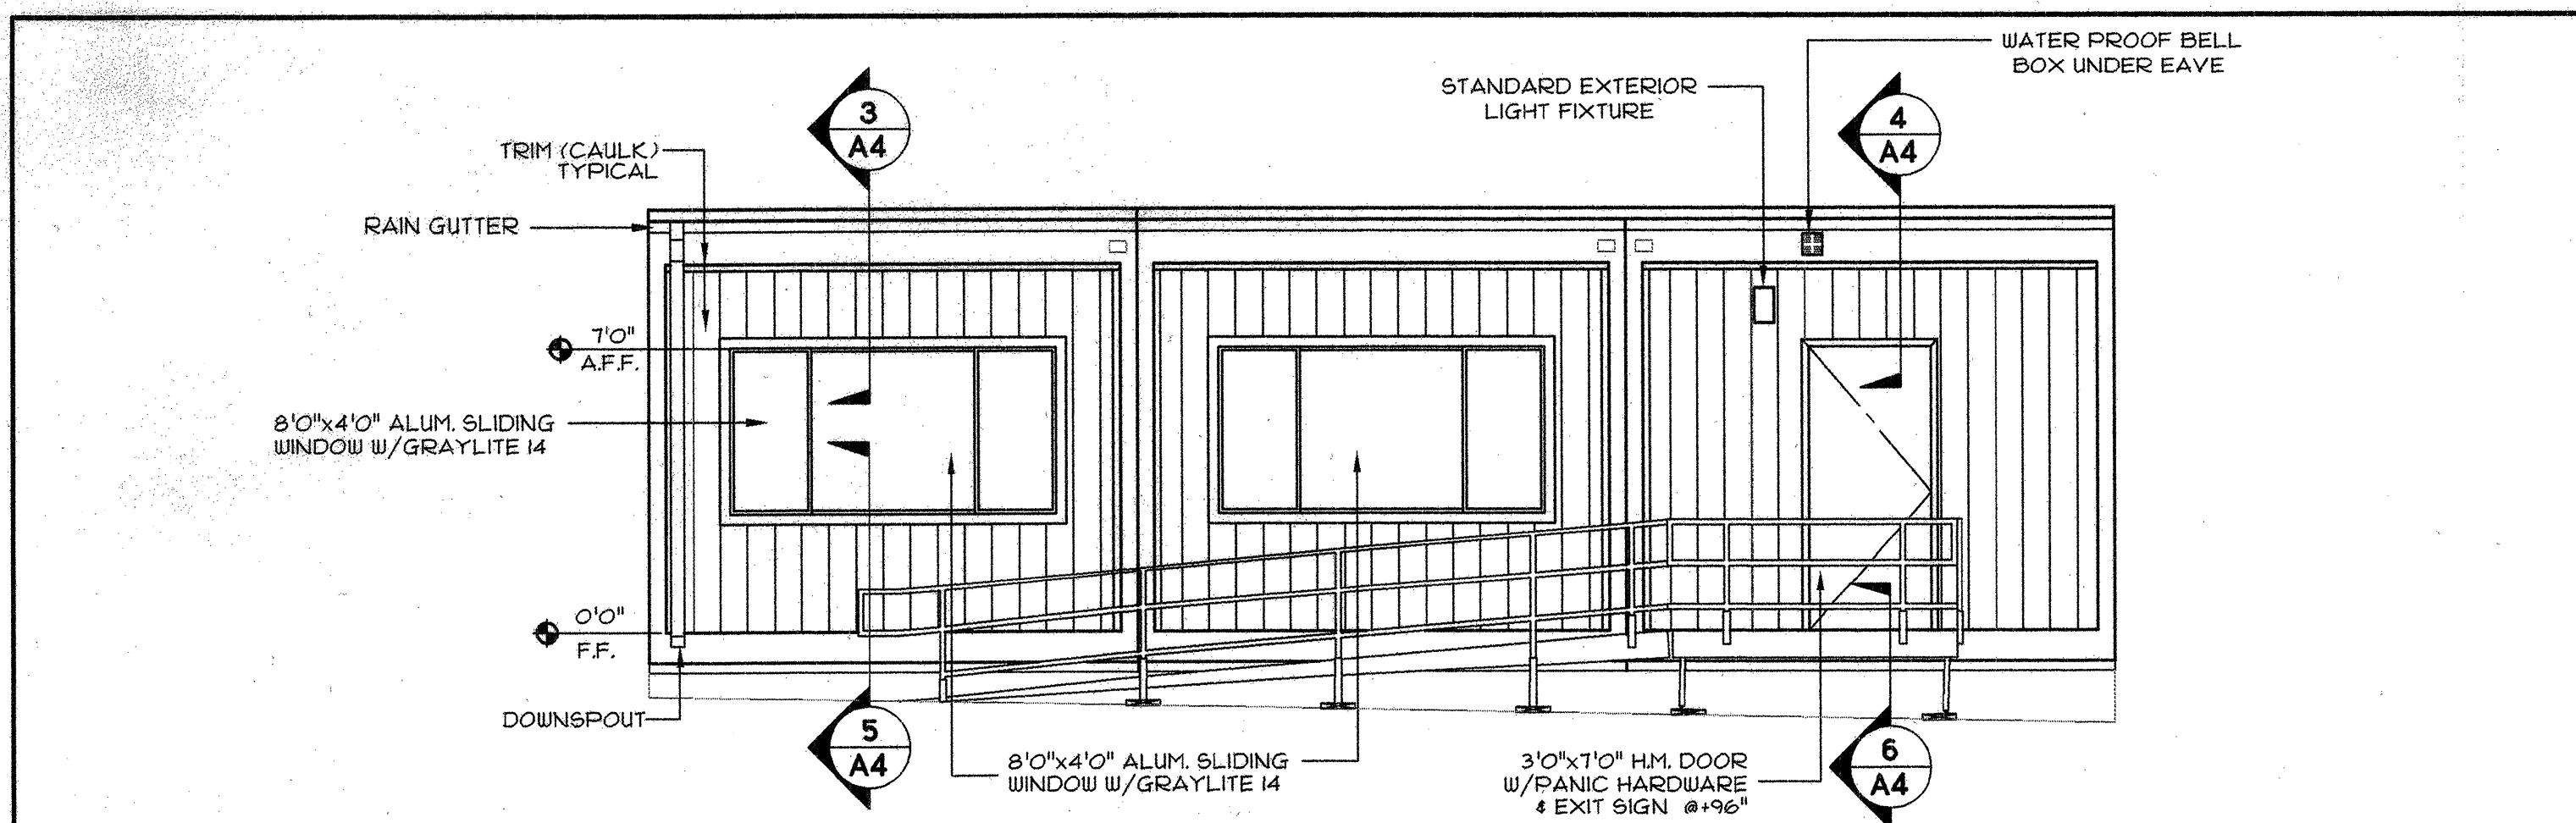 WATER PROOF BELL
BOX UNDER EAVE
STANDARD EXTERIOR
LIGHT FIXTURE
3
A4
4
A4
TRIM (CAULK)
TYPICAL
RAIN GUTTER
7'0"
A.F.F.
8'0"x4'0" ALUM. SLIDING
WINDOW W/GRAYLITE 14
0'0"
F.F.
DOWNSPOUT
5
A4
8'0"x4'0" ALUM. SLIDING
WINDOW W/GRAYLITE 14
3'0"x7'0" H.M. DOOR
W/PANIC HARDWARE
& EXIT SIGN @+96"
6
A4